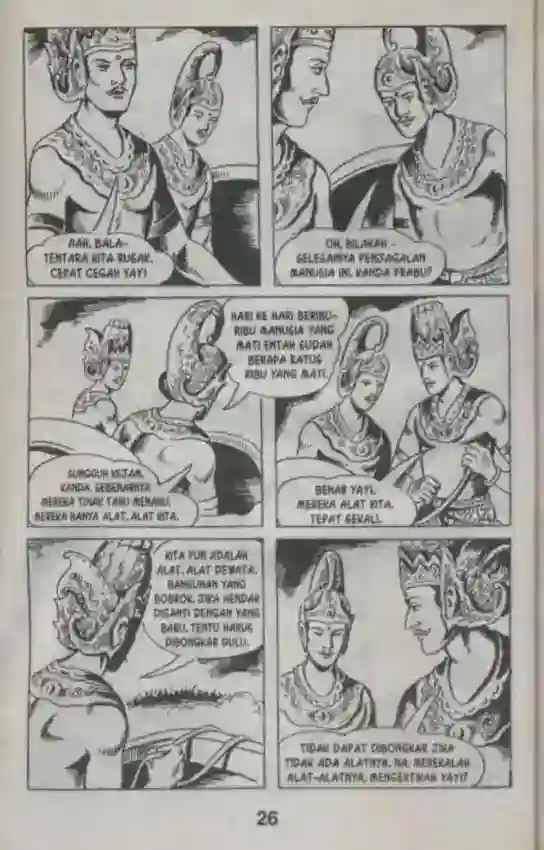 AAH, BALA-
TENTARA KITA RUSAK.
CEPAT CEGAH YAYI
OH, BILAKAH -
SELESAINYA PENJAGALAN
MANUSIA INI, KANDA PRABU?
HARI KE HARI BERIBU-
RIBU MANUSIA YANG
MATI ENTAH SUDAH
BERAPA RATUS
RIBU YANG MATI.
SUNGGUH KEJAM,
KANDA. SEBENARNYA
MEREKA TIDAK TAHU MENAHU,
MEREKA HANYA ALAT, ALAT KITA.
BENAR YAYI.
MEREKA ALAT KITA.
TEPAT SEKALI.
KITA PUN ADALAH
ALAT, ALAT DEWATA.
BANGUNAN YANG
BOBROK, JIKA HENDAK
DIGANTI DENGAN YANG
BARU, TENTU HARUS
DIBONGKAR DULU.
TIDAK DAPAT DIBONGKAR JIKA
TIDAK ADA ALATNYA. NA, MEREKALAH
ALAT-ALATNYA, MENGERTIKAH YAYI?
26